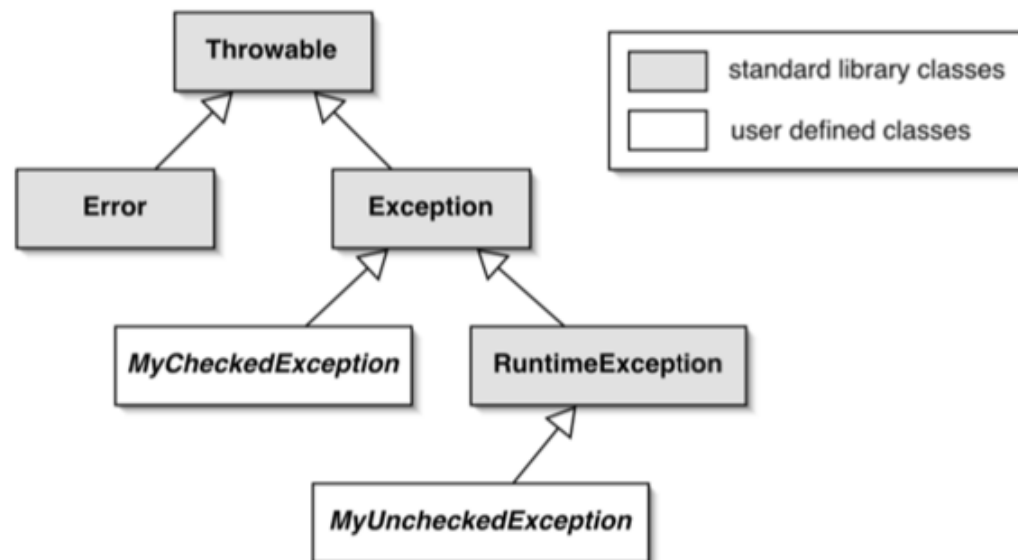 Throwable
standard library classes
user defined classes
Error
Exception
MyCheckedException
RuntimeException
MyUncheckedException